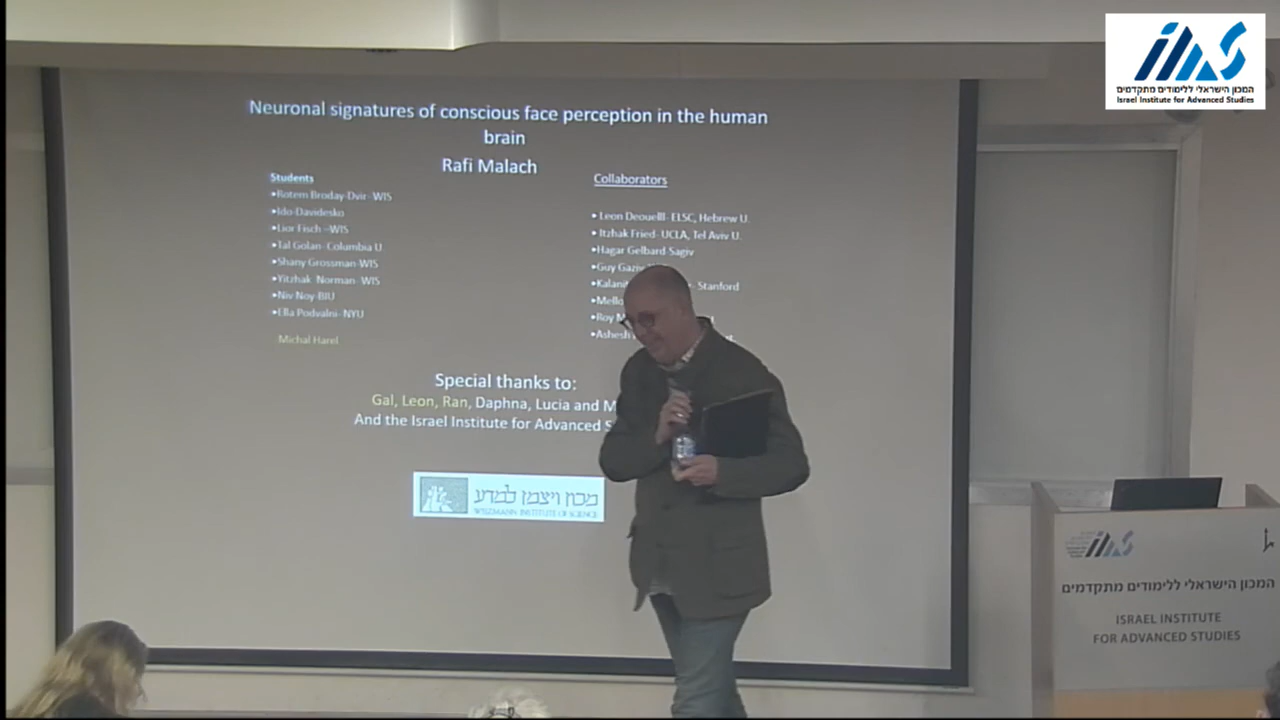 המכון הישראלי ללימודים מתקדמים
Israel Institute for Advanced Studies
Neuronal signatures of conscious face perception in the human
brain
Rafi Malach
Students
•Rotem Broday-Dvir- WIS
•Ido-Davidesko
•Lior Fisch –WIS
•Tal Golan- Columbia U
•Shany Grossman-WIS
•Yitzhak Norman-WIS
•Niv Noy-BIU
•Ella Podvalni-NYU
Michal Harel
Collaborators
• Leon Deouelll- ELSC, Hebrew U.
• Itzhak Fried- UCLA, Tel Aviv U.
•Hagar Gelbard-Sagiv
•Guy
- Stanford
•Roy
Special thanks to:
Gal, Leon, Ran, Daphna, Lucia and M
And the Israel Institute for Advanced S
מכון ויצמן למדע
WEIZMANN INSTITUTE OF SCIENCE
המכון הישראלי ללימודים מתקדמים
ISRAEL INSTITUTE
FOR ADVANCED STUDIES